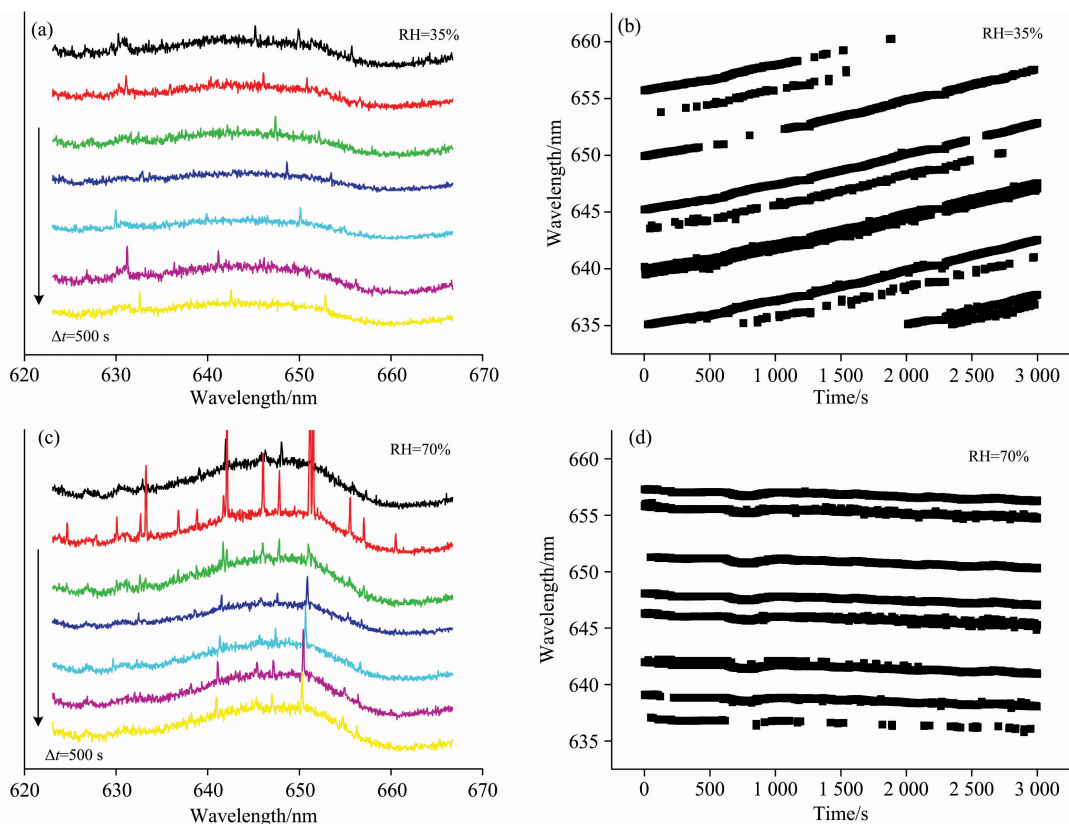 (a)
RH=35%
Δt=500 s
620 630 640 650 660 670
Wavelength/nm
(b)
RH=35%
660
655
650
645
640
635
Wavelength/nm
0 500 1 000 1 500 2 000 2 500 3 000
Time/s
(c)
RH=70%
Δt=500 s
620 630 640 650 660 670
Wavelength/nm
(d)
RH=70%
660
655
650
645
640
635
Wavelength/nm
0 500 1 000 1 500 2 000 2 500 3 000
Time/s